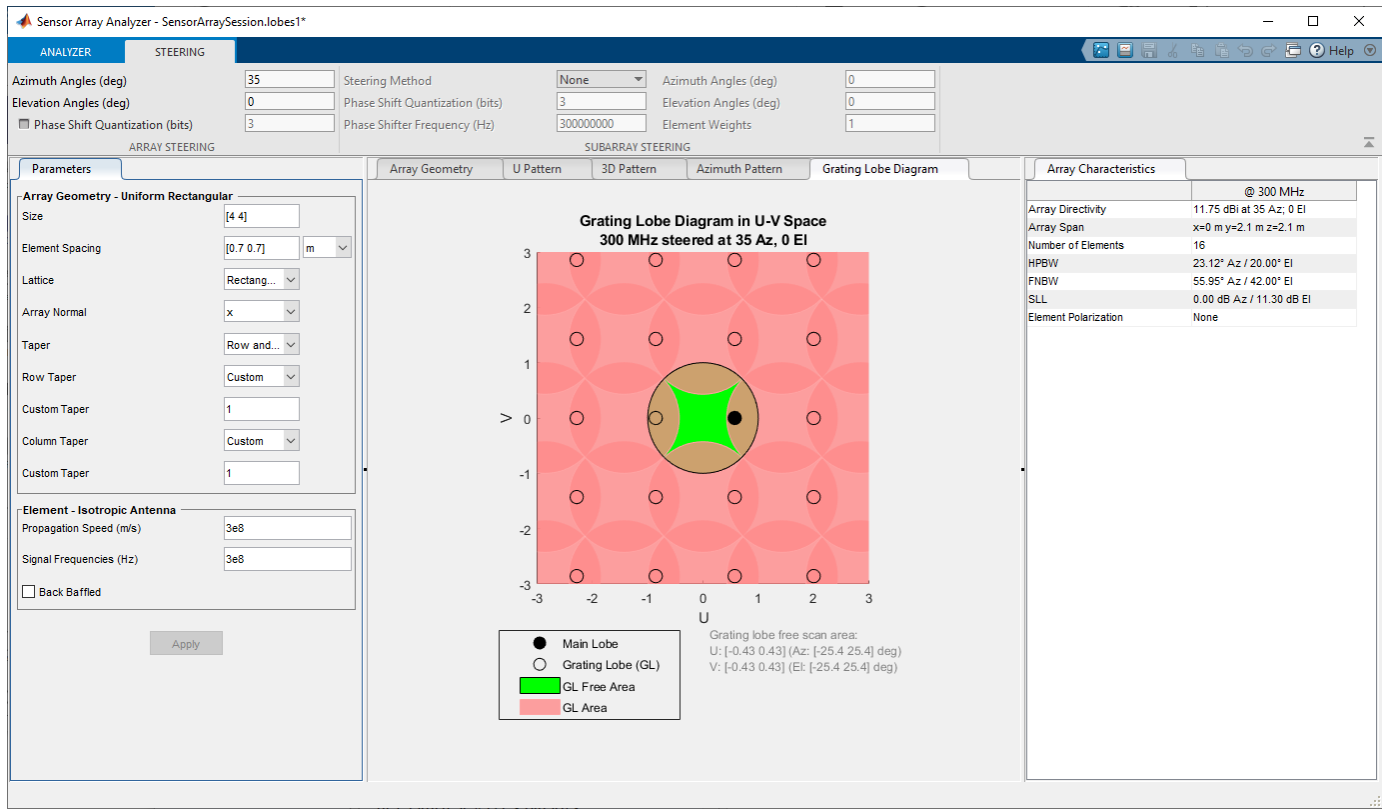 Sensor Array Analyzer - SensorArraySession.lobes1*
ANALYZER STEERING Help
Azimuth Angles (deg) 35 Steering Method None Azimuth Angles (deg) 0
Elevation Angles (deg) 0 Phase Shift Quantization (bits) 3 Elevation Angles (deg) 0
Phase Shift Quantization (bits) 3 Phase Shifter Frequency (Hz) 300000000 Element Weights 1
ARRAY STEERING SUBARRAY STEERING
Parameters
Array Geometry - Uniform Rectangular
Size [4 4]
Element Spacing [0.7 0.7] m
Lattice Rectang...
Array Normal x
Taper Row and...
Row Taper Custom
Custom Taper 1
Column Taper Custom
Custom Taper 1
Element - Isotropic Antenna
Propagation Speed (m/s) 3e8
Signal Frequencies (Hz) 3e8
Back Baffled
Apply
Array Geometry U Pattern 3D Pattern Azimuth Pattern Grating Lobe Diagram
Grating Lobe Diagram in U-V Space
300 MHz steered at 35 Az, 0 El
3
2
1
V 0
-1
-2
-3
-3 -2 -1 0 1 2 3
U
Main Lobe
Grating Lobe (GL)
GL Free Area
GL Area
Grating lobe free scan area:
U: [-0.43 0.43] (Az: [-25.4 25.4] deg)
V: [-0.43 0.43] (El: [-25.4 25.4] deg)
Array Characteristics
@ 300 MHz
Array Directivity 11.75 dBi at 35 Az; 0 El
Array Span x=0 m y=2.1 m z=2.1 m
Number of Elements 16
HPBW 23.12° Az / 20.00° El
FNBW 55.95° Az / 42.00° El
SLL 0.00 dB Az / 11.30 dB El
Element Polarization None